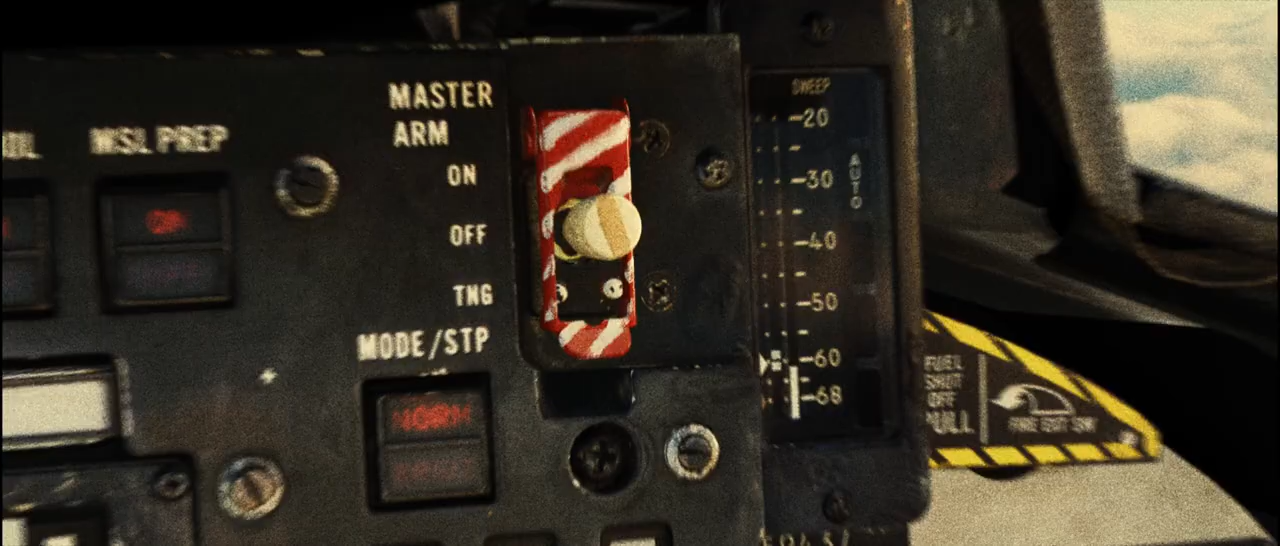 MASTER
ARM
ON
OFF
TNG
MSL PREP
ON
MODE/STP
NORM
SWEEP
20
30
40
50
60
68
AUTO
FUEL
SHUT
OFF
PULL